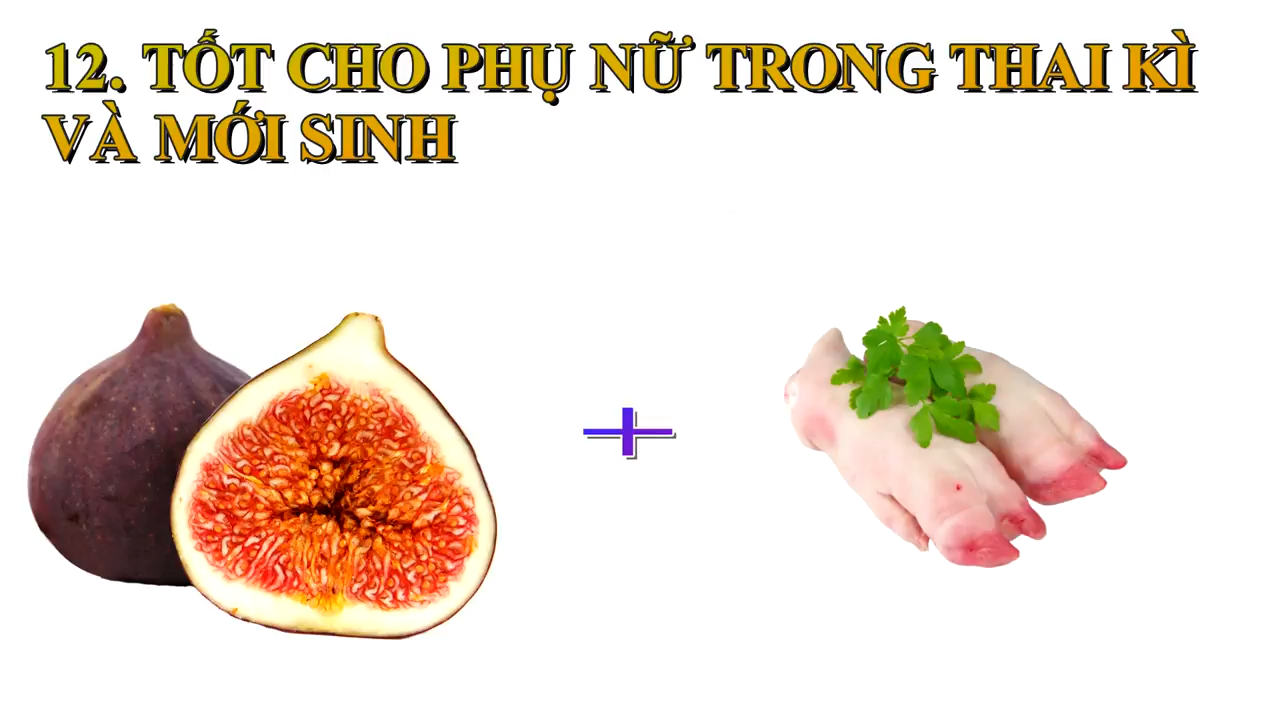 12. TỐT CHO PHỤ NỮ TRONG THAI KÌ
VÀ MỚI SINH